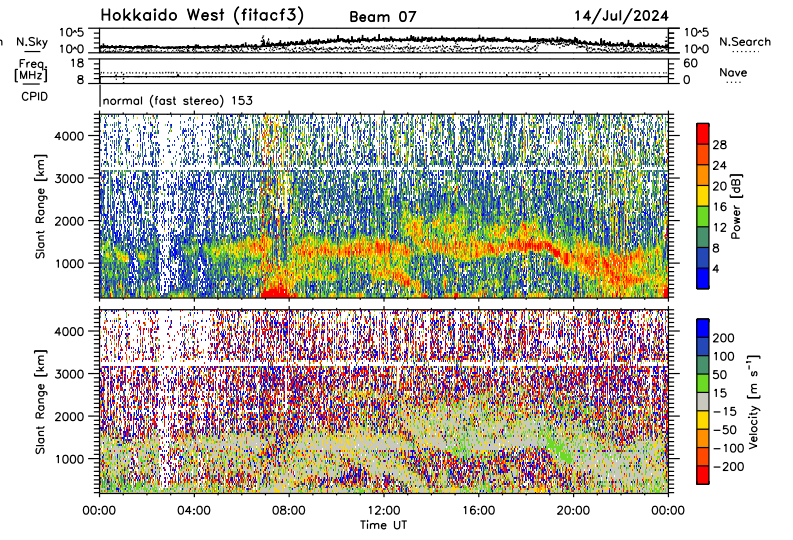 Hokkaido West (fitacf3) Beam 07 14/Jul/2024
N.Sky 10^5 10^0 10^5 10^0 N.Search
Freq. [MHz] 18 8 60 0 Nave
CPID normal (fast stereo) 153
Slant Range [km] 4000 3000 2000 1000
28 24 20 16 12 8 4 Power [dB]
Slant Range [km] 4000 3000 2000 1000
200 100 50 15 -15 -50 -100 -200 Velocity [m s⁻¹]
00:00 04:00 08:00 12:00 16:00 20:00 00:00
Time UT